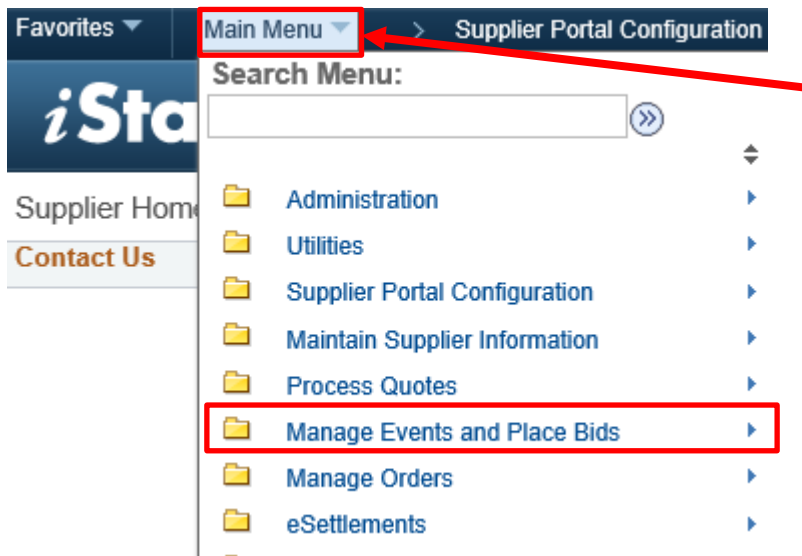 Favorites Main Menu > Supplier Portal Configuration
Search Menu:
Supplier Home
Contact Us
Administration
Utilities
Supplier Portal Configuration
Maintain Supplier Information
Process Quotes
Manage Events and Place Bids
Manage Orders
eSettlements